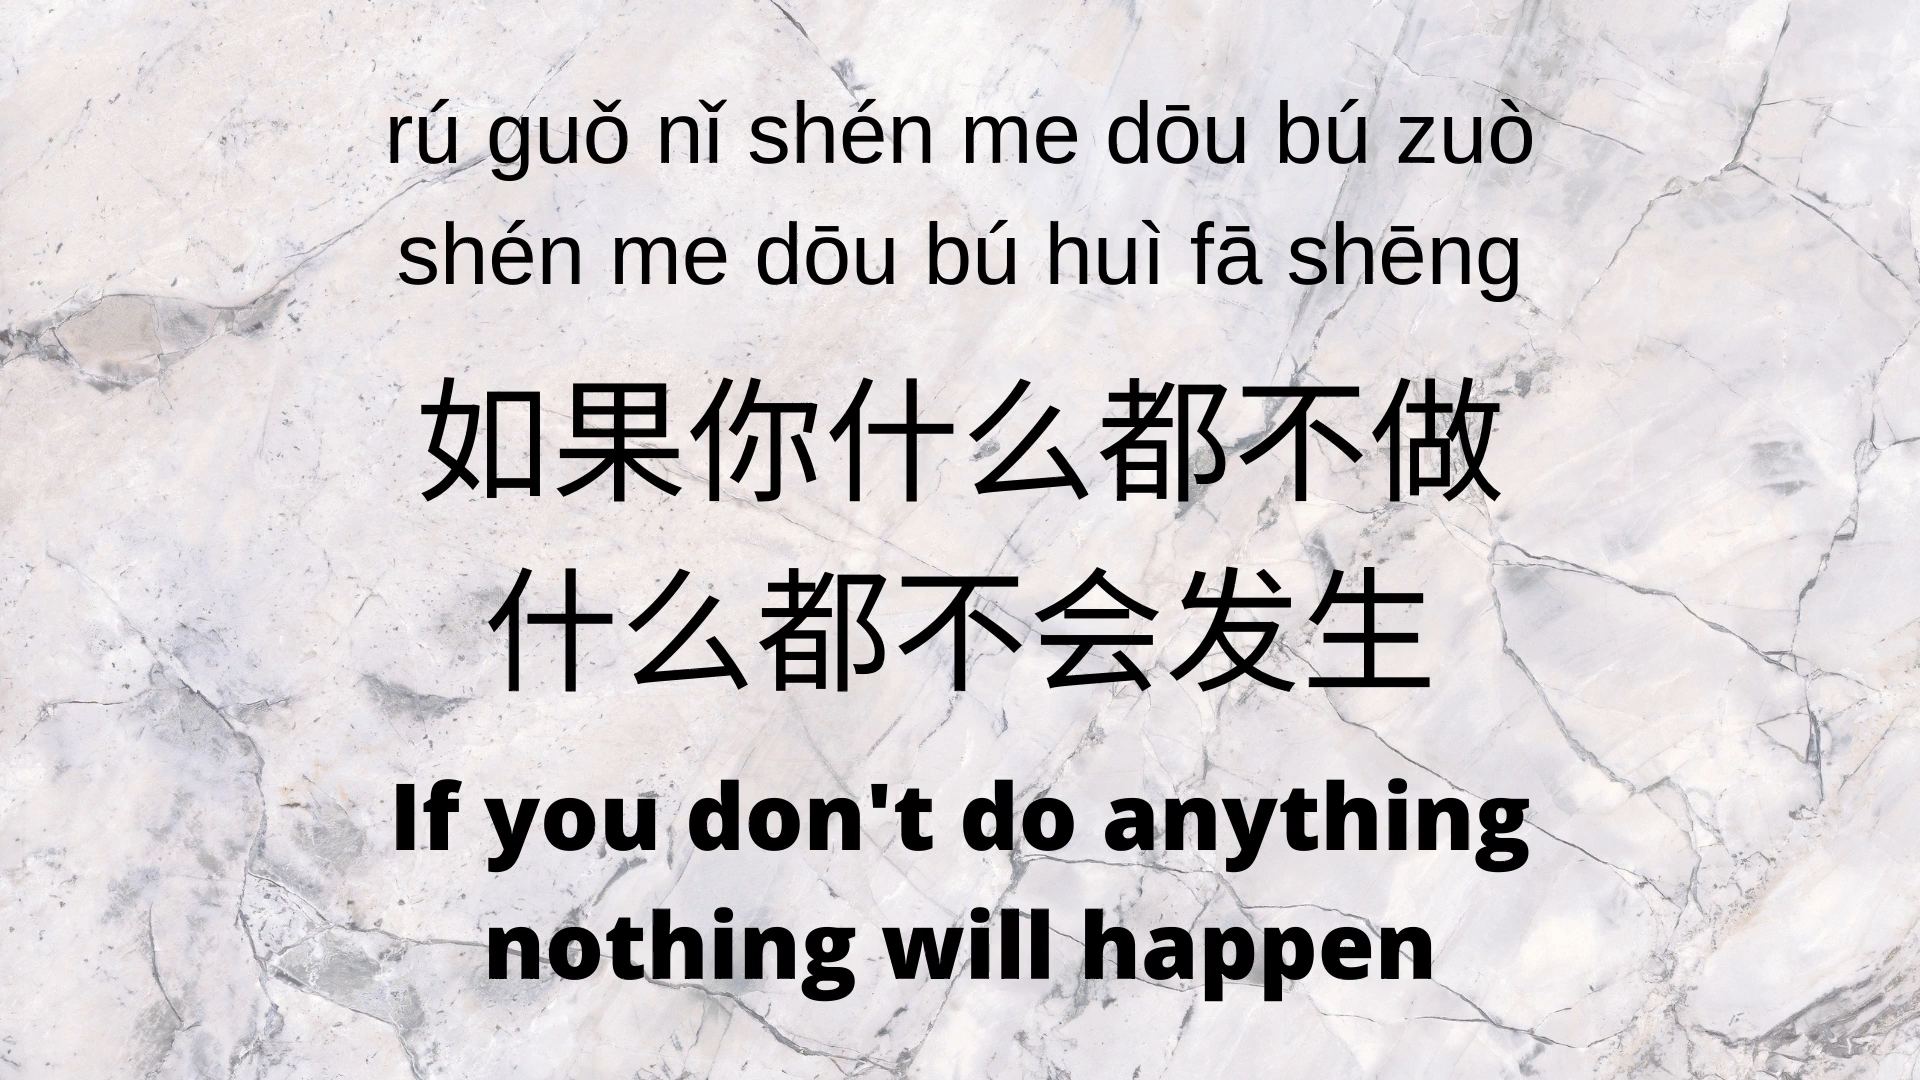 rú guǒ nǐ shén me dōu bú zuò
shén me dōu bú huì fā shēng
如果你什么都不做
什么都不会发生
If you don't do anything
nothing will happen